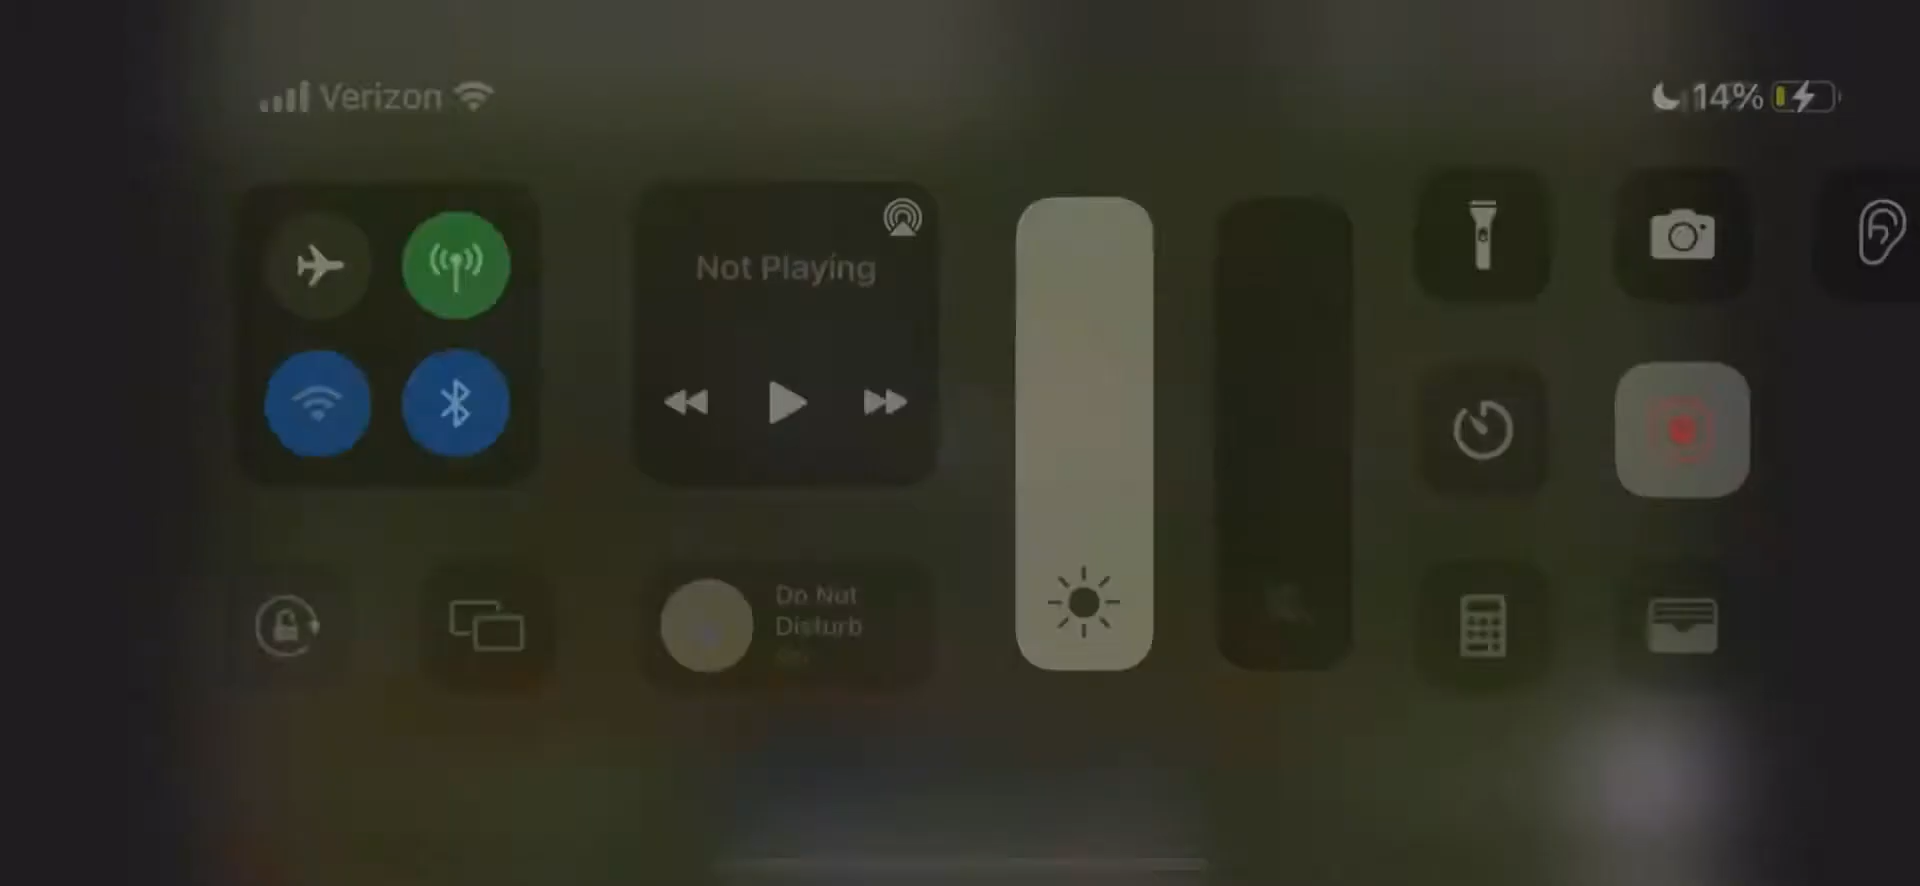 Verizon
14%
Not Playing
Do Not
Disturb